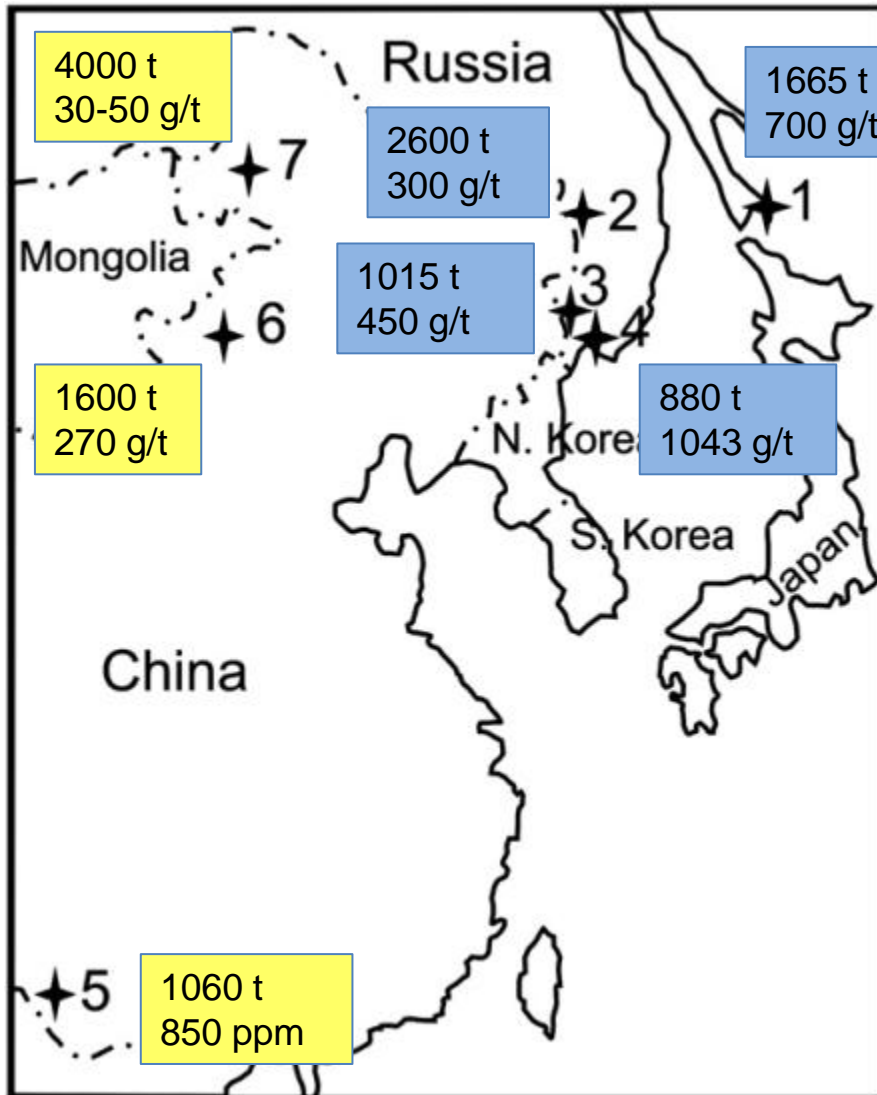 4000 t
30-50 g/t
Russia
1665 t
700 g/t
2600 t
300 g/t
7
2
1
Mongolia
1015 t
450 g/t
3
6
4
1600 t
270 g/t
880 t
1043 g/t
N. Korea
S. Korea
Japan
China
5
1060 t
850 ppm